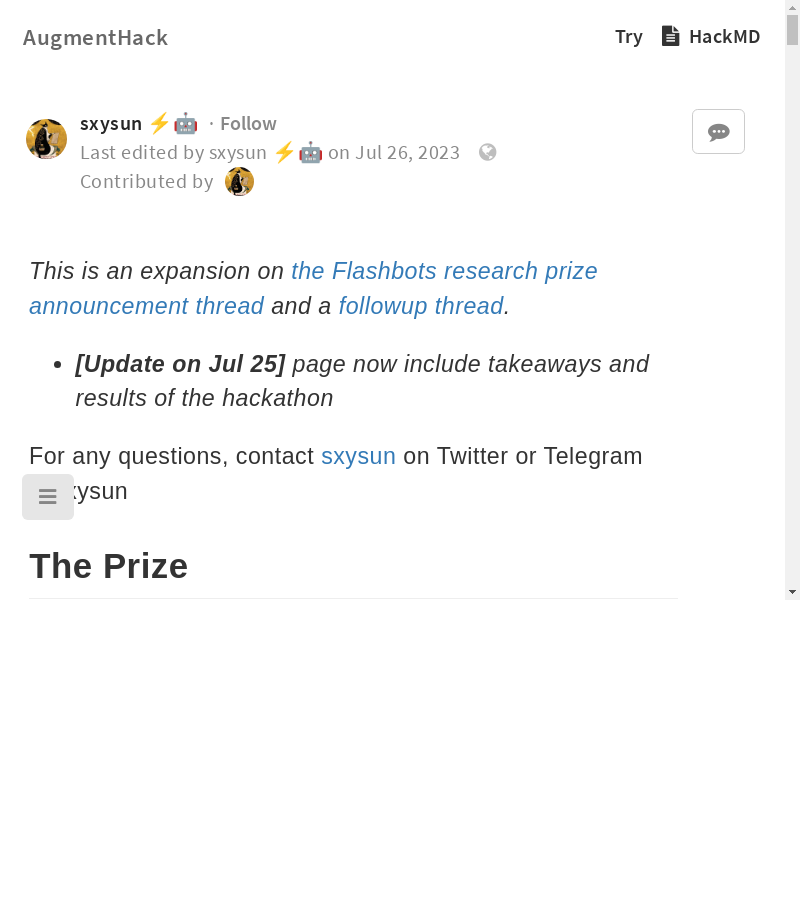 AugmentHack
Try HackMD
sxysun ⚡🤖 · Follow
Last edited by sxysun ⚡🤖 on Jul 26, 2023
Contributed by
This is an expansion on the Flashbots research prize
announcement thread and a followup thread.
• [Update on Jul 25] page now include takeaways and
results of the hackathon
For any questions, contact sxysun on Twitter or Telegram
xysun
The Prize